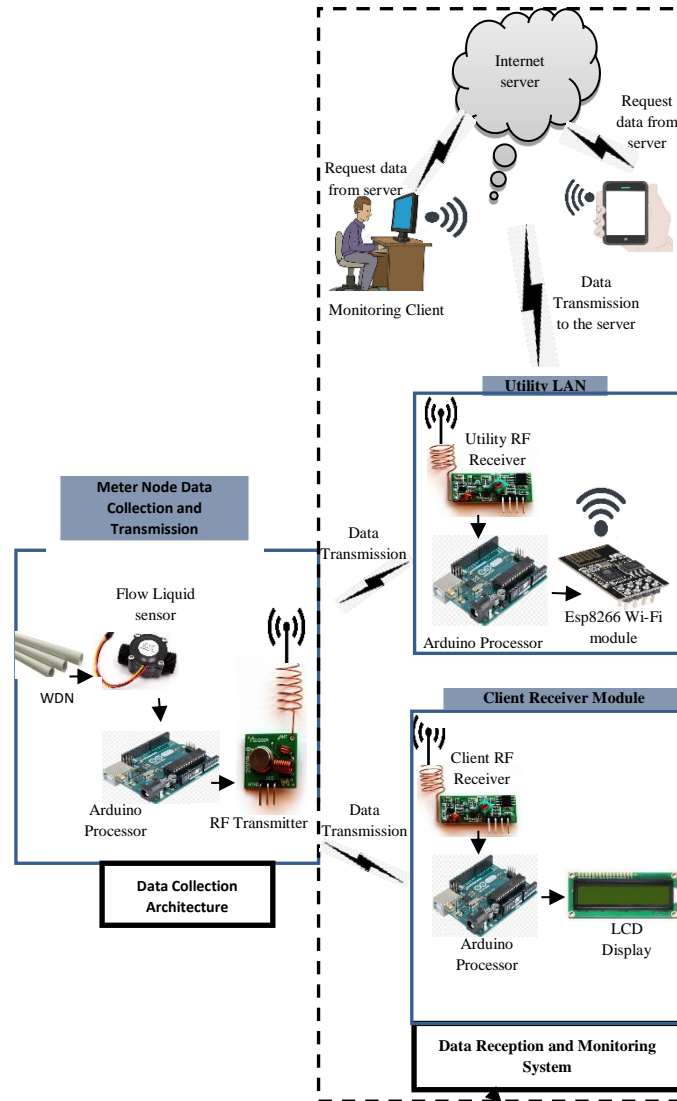 Internet
server
Request
data from
server
Request data
from server
Monitoring Client
Data
Transmission
to the server
Utility LAN
Utility RF
Receiver
Arduino Processor
Esp8266 Wi-Fi
module
Meter Node Data
Collection and
Transmission
Data
Transmission
Flow Liquid
sensor
WDN
Arduino
Processor
RF Transmitter
Data Collection
Architecture
Data
Transmission
Client Receiver Module
Client RF
Receiver
Arduino
Processor
LCD
Display
Data Reception and Monitoring
System